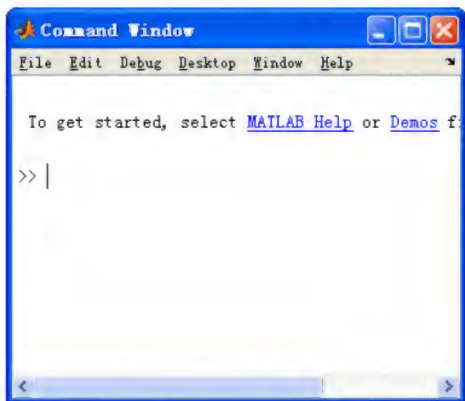 Command Window
File Edit Debug Desktop Window Help
To get started, select MATLAB Help or Demos f
>>